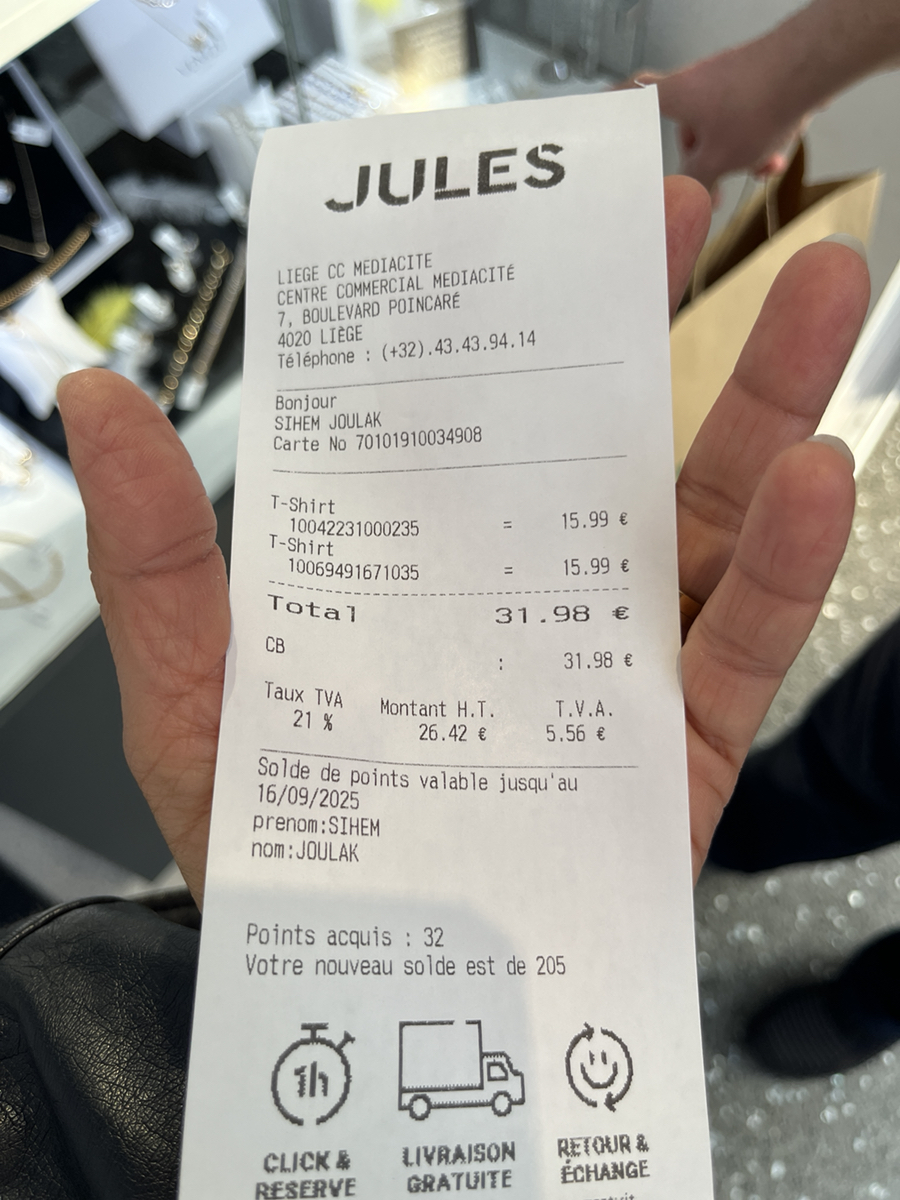 JULES
LIEGE CC MEDIACITE
CENTRE COMMERCIAL MEDIACITÉ
7, BOULEVARD POINCARÉ
4020 LIÈGE
Téléphone : (+32).43.43.94.14
Bonjour
SIHEM JOULAK
Carte No 70101910034908
T-Shirt
10042231000235 = 15.99 €
T-Shirt
10069491671035 = 15.99 €
Total 31.98 €
CB : 31.98 €
Taux TVA Montant H.T. T.V.A.
21 % 26.42 € 5.56 €
Solde de points valable jusqu'au
16/09/2025
prenom:SIHEM
nom:JOULAK
Points acquis : 32
Votre nouveau solde est de 205
1h
CLICK & RESERVE
LIVRAISON GRATUITE
RETOUR & ÉCHANGE